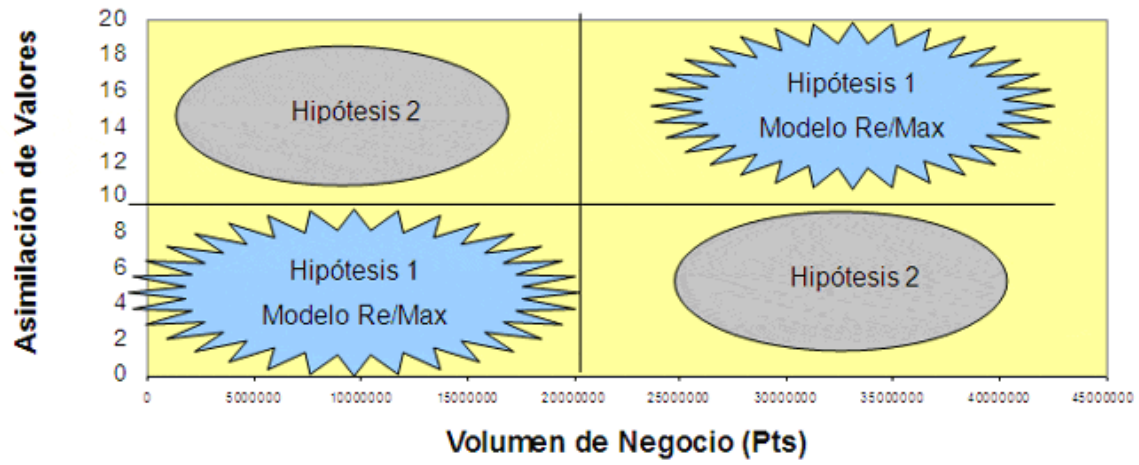 Asimilación de Valores
20
18
16
14
12
10
8
6
4
2
0
Hipótesis 2
Hipótesis 1
Modelo Re/Max
Hipótesis 1
Modelo Re/Max
Hipótesis 2
0 5000000 10000000 15000000 20000000 25000000 30000000 35000000 40000000 45000000
Volumen de Negocio (Pts)